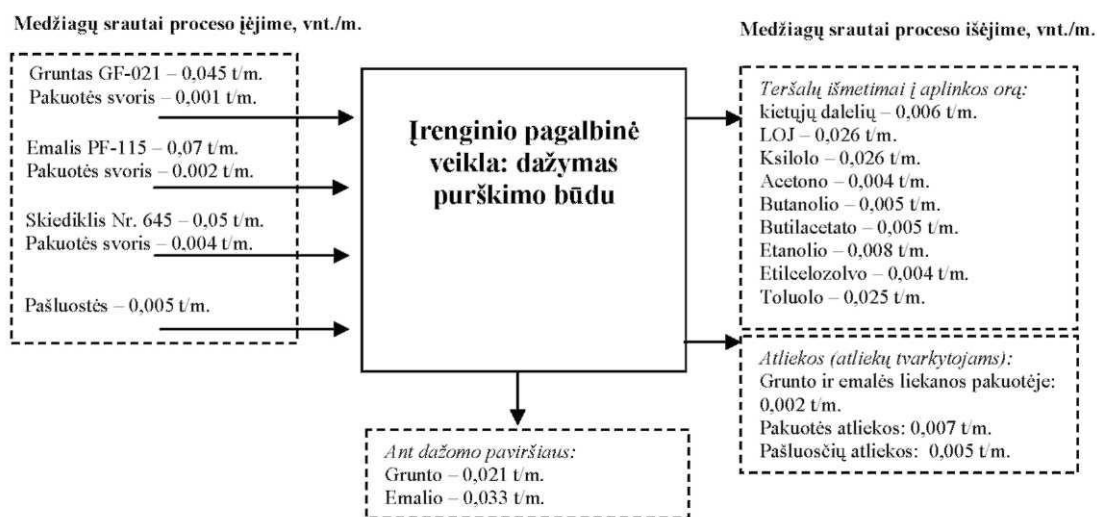 Medžiagų srautai proceso įėjime, vnt./m.
Gruntas GF-021 – 0,045 t/m.
Pakuotės svoris – 0,001 t/m.
Emalis PF-115 – 0,07 t/m.
Pakuotės svoris – 0,002 t/m.
Skiediklis Nr. 645 – 0,05 t/m.
Pakuotės svoris – 0,004 t/m.
Pašluostės – 0,005 t/m.
Įrenginio pagalbinė
veikla: dažymas
purškimo būdu
Medžiagų srautai proceso išėjime, vnt./m.
Teršalų išmetimai į aplinkos orą:
kietųjų dalelių – 0,006 t/m.
LOJ – 0,026 t/m.
Ksilolo – 0,026 t/m.
Acetono – 0,004 t/m.
Butanolio – 0,005 t/m.
Butilacetato – 0,005 t/m.
Etanolio – 0,008 t/m.
Etilcelozolvo – 0,004 t/m.
Toluolo – 0,025 t/m.
Atliekos (atliekų tvarkytojams):
Grunto ir emalės liekanos pakuotėje:
0,002 t/m.
Pakuotės atliekos: 0,007 t/m.
Pašluosčių atliekos: 0,005 t/m.
Ant dažomo paviršiaus:
Grunto – 0,021 t/m.
Emalio – 0,033 t/m.